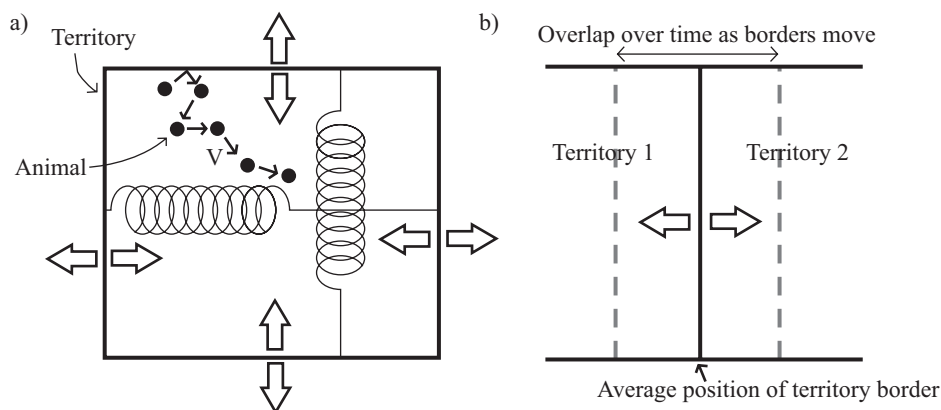 a)
Territory
Animal
V
b)
Overlap over time as borders move
Territory 1
Territory 2
Average position of territory border